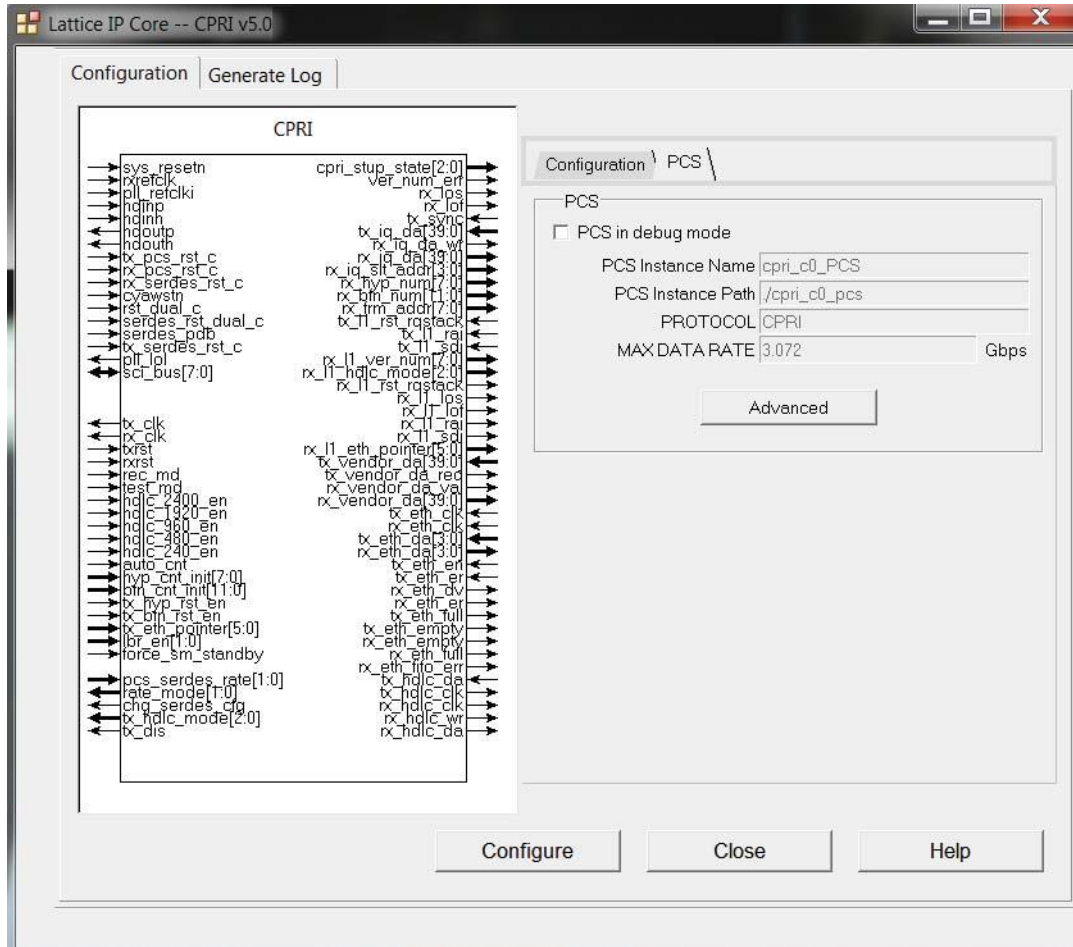 Lattice IP Core -- CPRI v5.0
Configuration
Generate Log
CPRI
sys_resetn
rxrefclk
pll_refclki
hdinp
hdinn
hdoutp
hdoutn
tx_pcs_rst_c
rx_pcs_rst_c
rx_serdes_rst_c
cyawstn
rst_dual_c
serdes_rst_dual_c
serdes_pdb
tx_serdes_rst_c
pll_lol
sci_bus[7:0]
tx_clk
rx_clk
txrst
rxrst
rec_md
test_md
hdlc_2400_en
hdlc_1920_en
hdlc_960_en
hdlc_480_en
hdlc_240_en
auto_cnt
hyp_cnt_init[7:0]
bfn_cnt_init[11:0]
tx_hyp_rst_en
tx_bfn_rst_en
tx_eth_pointer[5:0]
lbr_en[1:0]
force_sm_standby
pcs_serdes_rate[1:0]
rate_mode[1:0]
chg_serdes_cfg
tx_hdlc_mode[2:0]
tx_dis
cpri_stup_state[2:0]
ver_num_err
rx_los
rx_lof
tx_sync
tx_iq_da[39:0]
rx_iq_da_wr
rx_iq_da[39:0]
rx_iq_slt_addr[3:0]
rx_hyp_num[7:0]
rx_bfn_num[11:0]
rx_frm_addr[7:0]
tx_l1_rst_rqstack
tx_l1_rai
tx_l1_sdi
rx_l1_ver_num[7:0]
rx_l1_hdlc_mode[2:0]
rx_l1_rst_rqstack
rx_l1_los
rx_l1_lof
rx_l1_rai
rx_l1_sdi
rx_l1_eth_pointer[5:0]
tx_vendor_da[39:0]
tx_vendor_da_req
rx_vendor_da_val
rx_vendor_da[39:0]
tx_eth_clk
rx_eth_clk
tx_eth_da[3:0]
rx_eth_da[3:0]
tx_eth_en
tx_eth_er
rx_eth_dv
rx_eth_er
tx_eth_full
tx_eth_empty
rx_eth_empty
rx_eth_full
rx_eth_fifo_err
tx_hdlc_da
tx_hdlc_clk
rx_hdlc_clk
rx_hdlc_wr
rx_hdlc_da
Configuration
PCS
PCS
PCS in debug mode
PCS Instance Name cpri_c0_PCS
PCS Instance Path ./cpri_c0_pcs
PROTOCOL CPRI
MAX DATA RATE 3.072 Gbps
Advanced
Configure
Close
Help